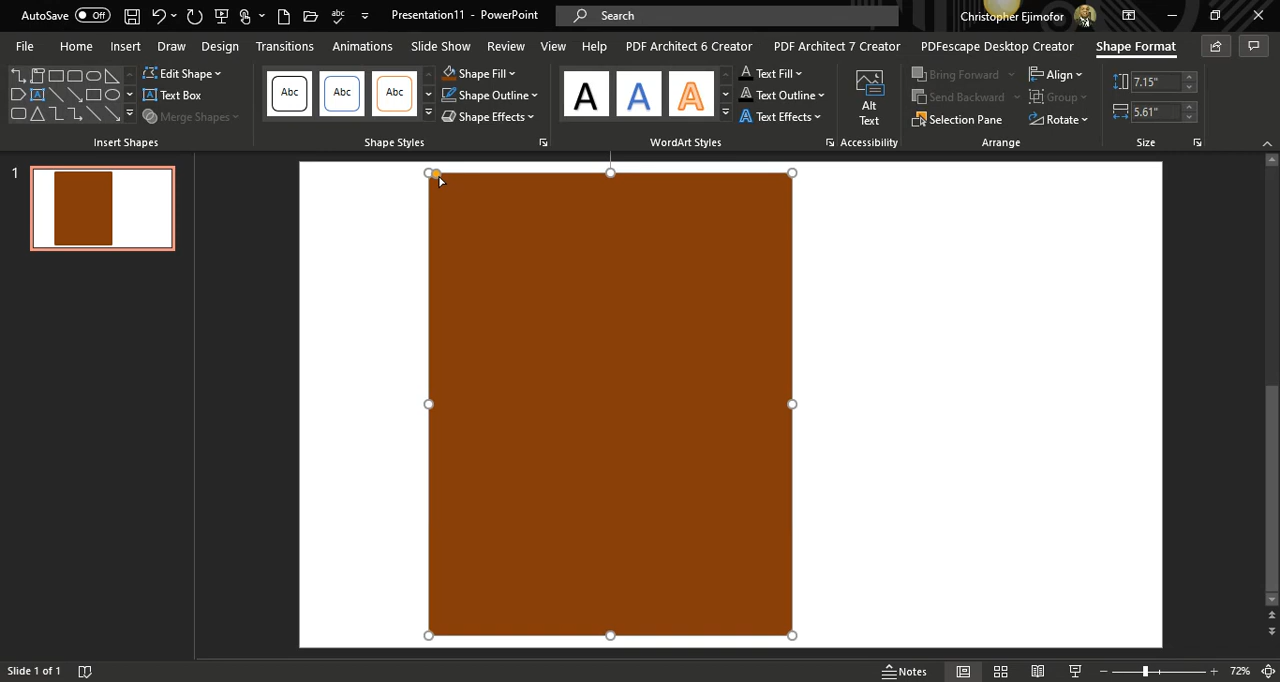 AutoSave Off abc Presentation11 - PowerPoint Search Christopher Ejimofor
File Home Insert Draw Design Transitions Animations Slide Show Review View Help PDF Architect 6 Creator PDF Architect 7 Creator PDFescape Desktop Creator Shape Format
Edit Shape Abc Abc Abc Shape Fill A A A A Text Fill Alt Text Bring Forward Align 7.15"
A Text Box Shape Outline A Text Outline Send Backward Group
Merge Shapes Shape Effects A Text Effects Selection Pane Rotate 5.61"
Insert Shapes Shape Styles WordArt Styles Accessibility Arrange Size
1
Slide 1 of 1 Notes 72%